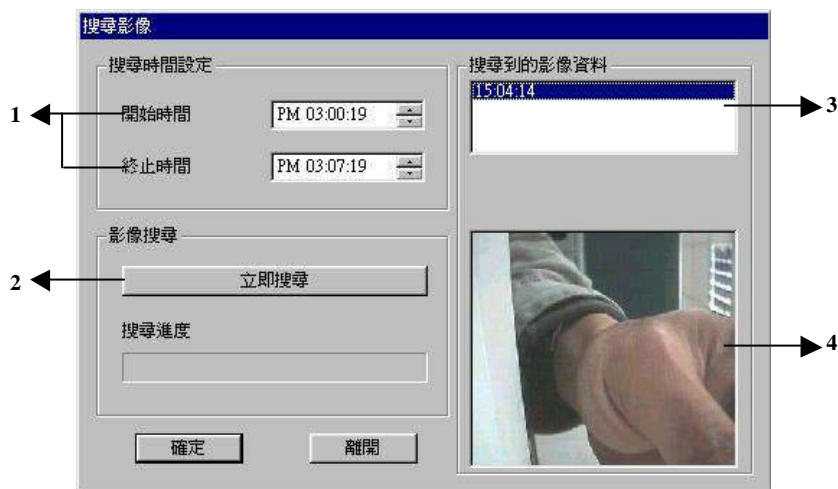 搜尋影像
搜尋時間設定
1
開始時間
PM 03:00:19
終止時間
PM 03:07:19
影像搜尋
2
立即搜尋
搜尋進度
確定
離開
搜尋到的影像資料
15:04:14
3
4